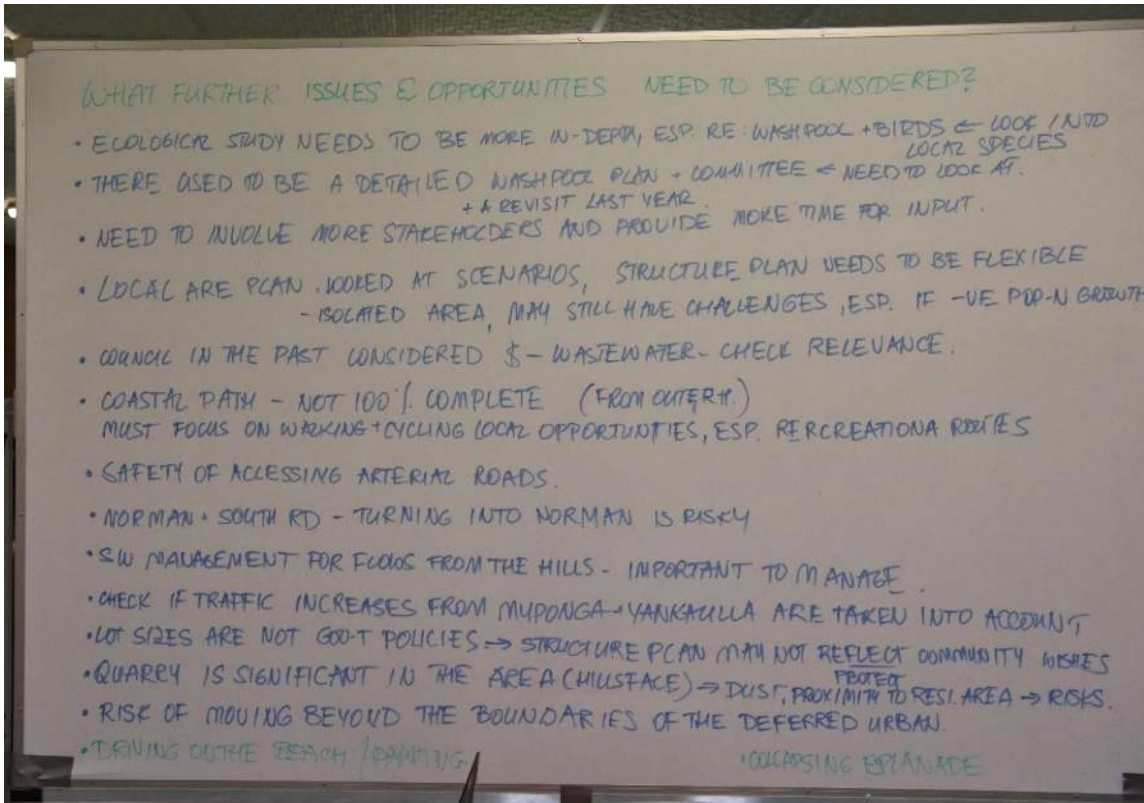 WHAT FURTHER ISSUES & OPPORTUNITIES NEED TO BE CONSIDERED?
• ECOLOGICAL STUDY NEEDS TO BE MORE IN-DEPTH, ESP. RE: WASHPOOL + BIRDS ← LOOK INTO
LOCAL SPECIES
• THERE USED TO BE A DETAILED WASHPOOL PLAN + COMMITTEE ← NEED TO LOOK AT.
+ A REVISIT LAST YEAR.
• NEED TO INVOLVE MORE STAKEHOLDERS AND PROVIDE MORE TIME FOR INPUT.
• LOCAL ARE PLAN. LOOKED AT SCENARIOS, STRUCTURE PLAN NEEDS TO BE FLEXIBLE
- ISOLATED AREA, MAY STILL HAVE CHALLENGES, ESP. IF -VE POP-N GROWTH
• COUNCIL IN THE PAST CONSIDERED $ - WASTEWATER - CHECK RELEVANCE.
• COASTAL PATH - NOT 100% COMPLETE (FROM OUTER H.)
MUST FOCUS ON WALKING + CYCLING LOCAL OPPORTUNTIES, ESP. RERCREATIONA ROUTES
• SAFETY OF ACCESSING ARTERIAL ROADS.
• NORMAN + SOUTH RD - TURNING INTO NORMAN IS RISKY
• SW MANAGEMENT FOR FLOWS FROM THE HILLS - IMPORTANT TO MANAGE.
• CHECK IF TRAFFIC INCREASES FROM MYPONGA + YANKALILLA ARE TAKEN INTO ACCOUNT
• LOT SIZES ARE NOT GOV-T POLICIES ⇒ STRUCTURE PLAN MAY NOT REFLECT COMMUNITY WISHES
PROTECT
• QUARRY IS SIGNIFICANT IN THE AREA (HILLSFACE) ⇒ DUST, PROXIMITY TO RESI. AREA → RISKS.
• RISK OF MOVING BEYOND THE BOUNDARIES OF THE DEFERRED URBAN.
• DRIVING ON THE BEACH / CAMPING
• COLLAPSING ESPLANADE